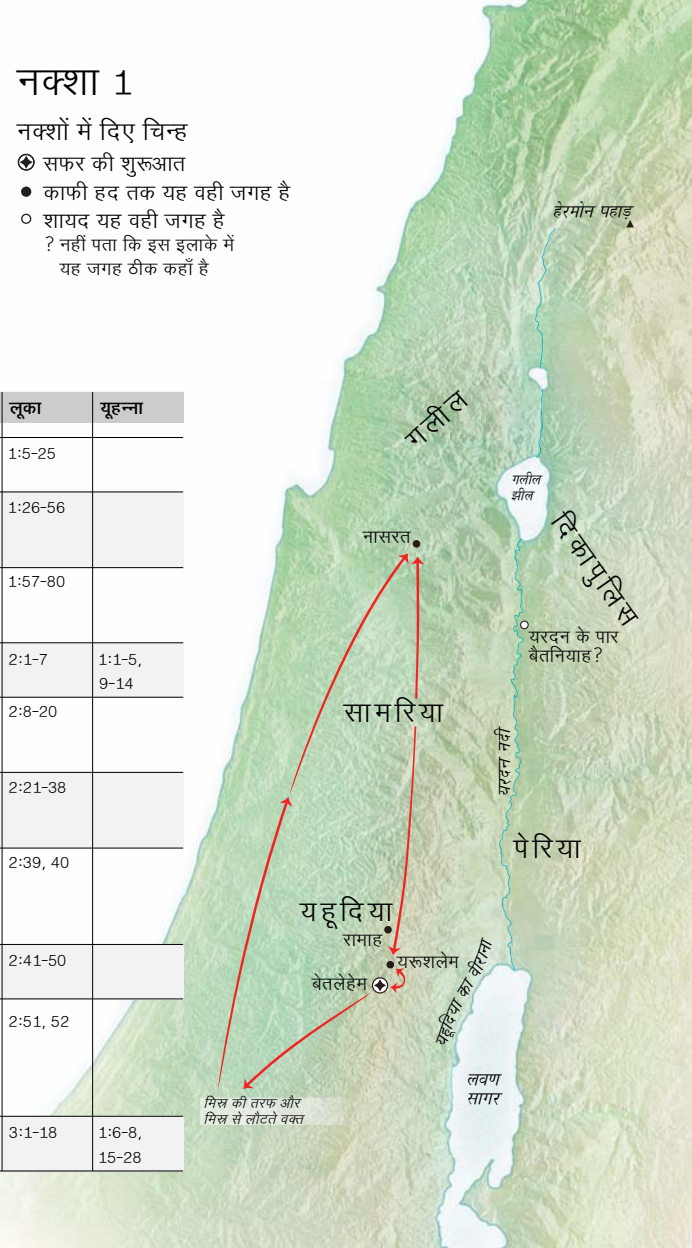 नक्शा 1
नक्शों में दिए चिन्ह
सफर की शुरूआत
काफी हद तक यह वही जगह है
शायद यह वही जगह है
? नहीं पता कि इस इलाके में
यह जगह ठीक कहाँ है
लूका यूहन्ना
1:5-25
1:26-56
1:57-80
2:1-7 1:1-5,
9-14
2:8-20
2:21-38
2:39, 40
2:41-50
2:51, 52
3:1-18 1:6-8,
15-28
हेरमोन पहाड़
गलील
गलील
झील
दिकापुलिस
नासरत
यरदन के पार
बैतनियाह?
सामरिया
यरदन नदी
पेरिया
यहूदिया
रामाह
यरूशलेम
बेतलेहेम
यहूदिया का वीराना
लवण
सागर
मिस्र की तरफ और
मिस्र से लौटते वक्त